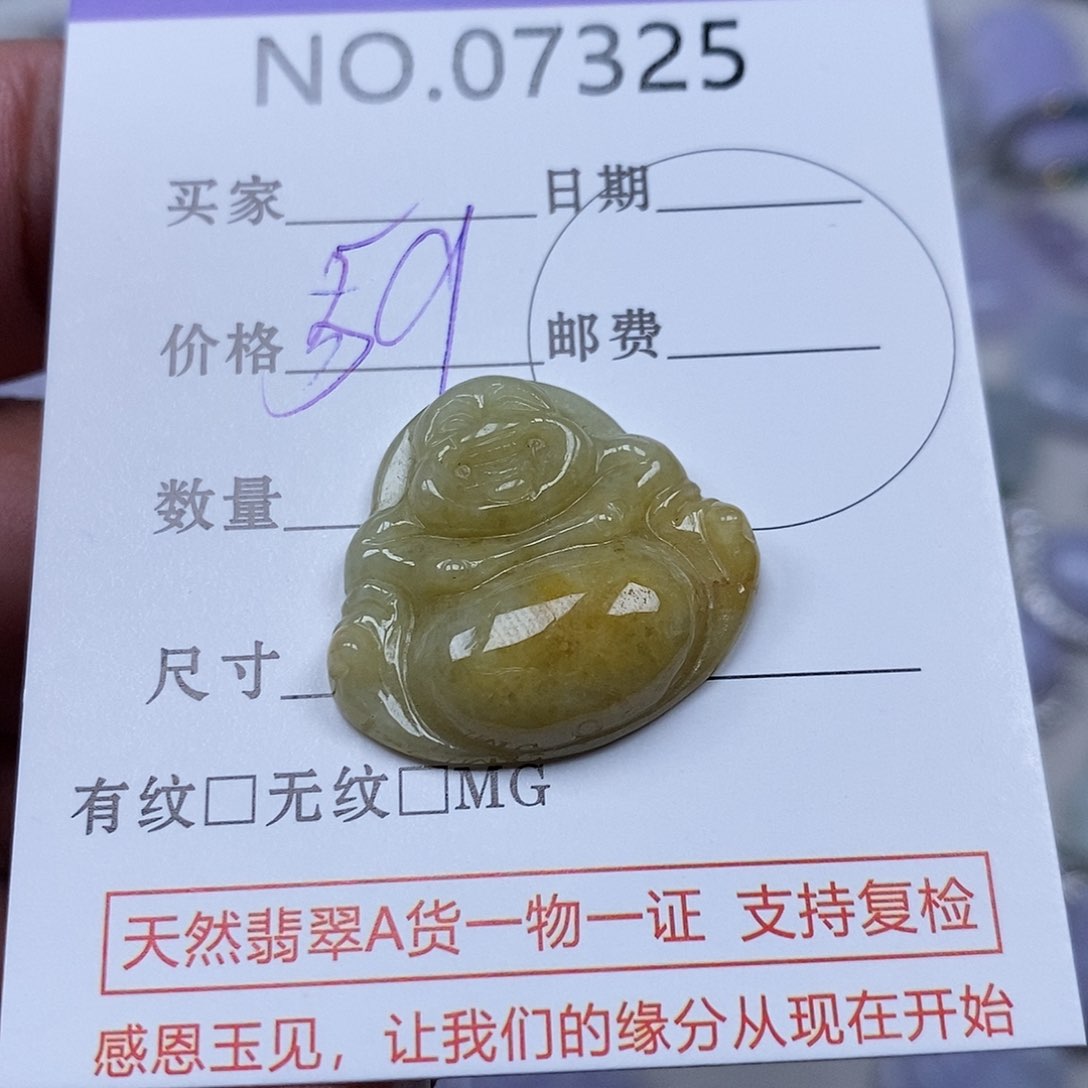 NO.07325
买家 日期
价格 59 邮费
数量
尺寸
有纹□无纹□MG
天然翡翠A货一物一证 支持复检
感恩玉见，让我们的缘分从现在开始